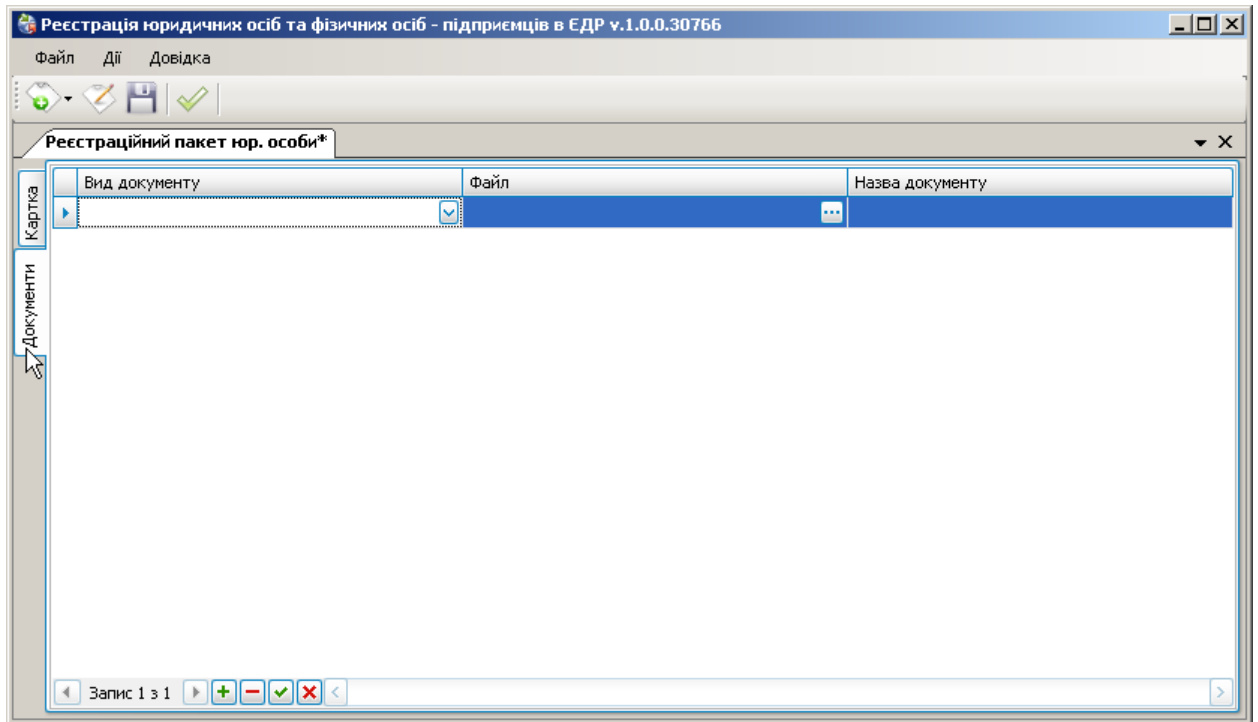 Реєстрація юридичних осіб та фізичних осіб - підприємців в ЄДР v.1.0.0.30766
Файл Дії Довідка
Реєстраційний пакет юр. особи*
Картка
Документи
Вид документу Файл Назва документу
Запис 1 з 1